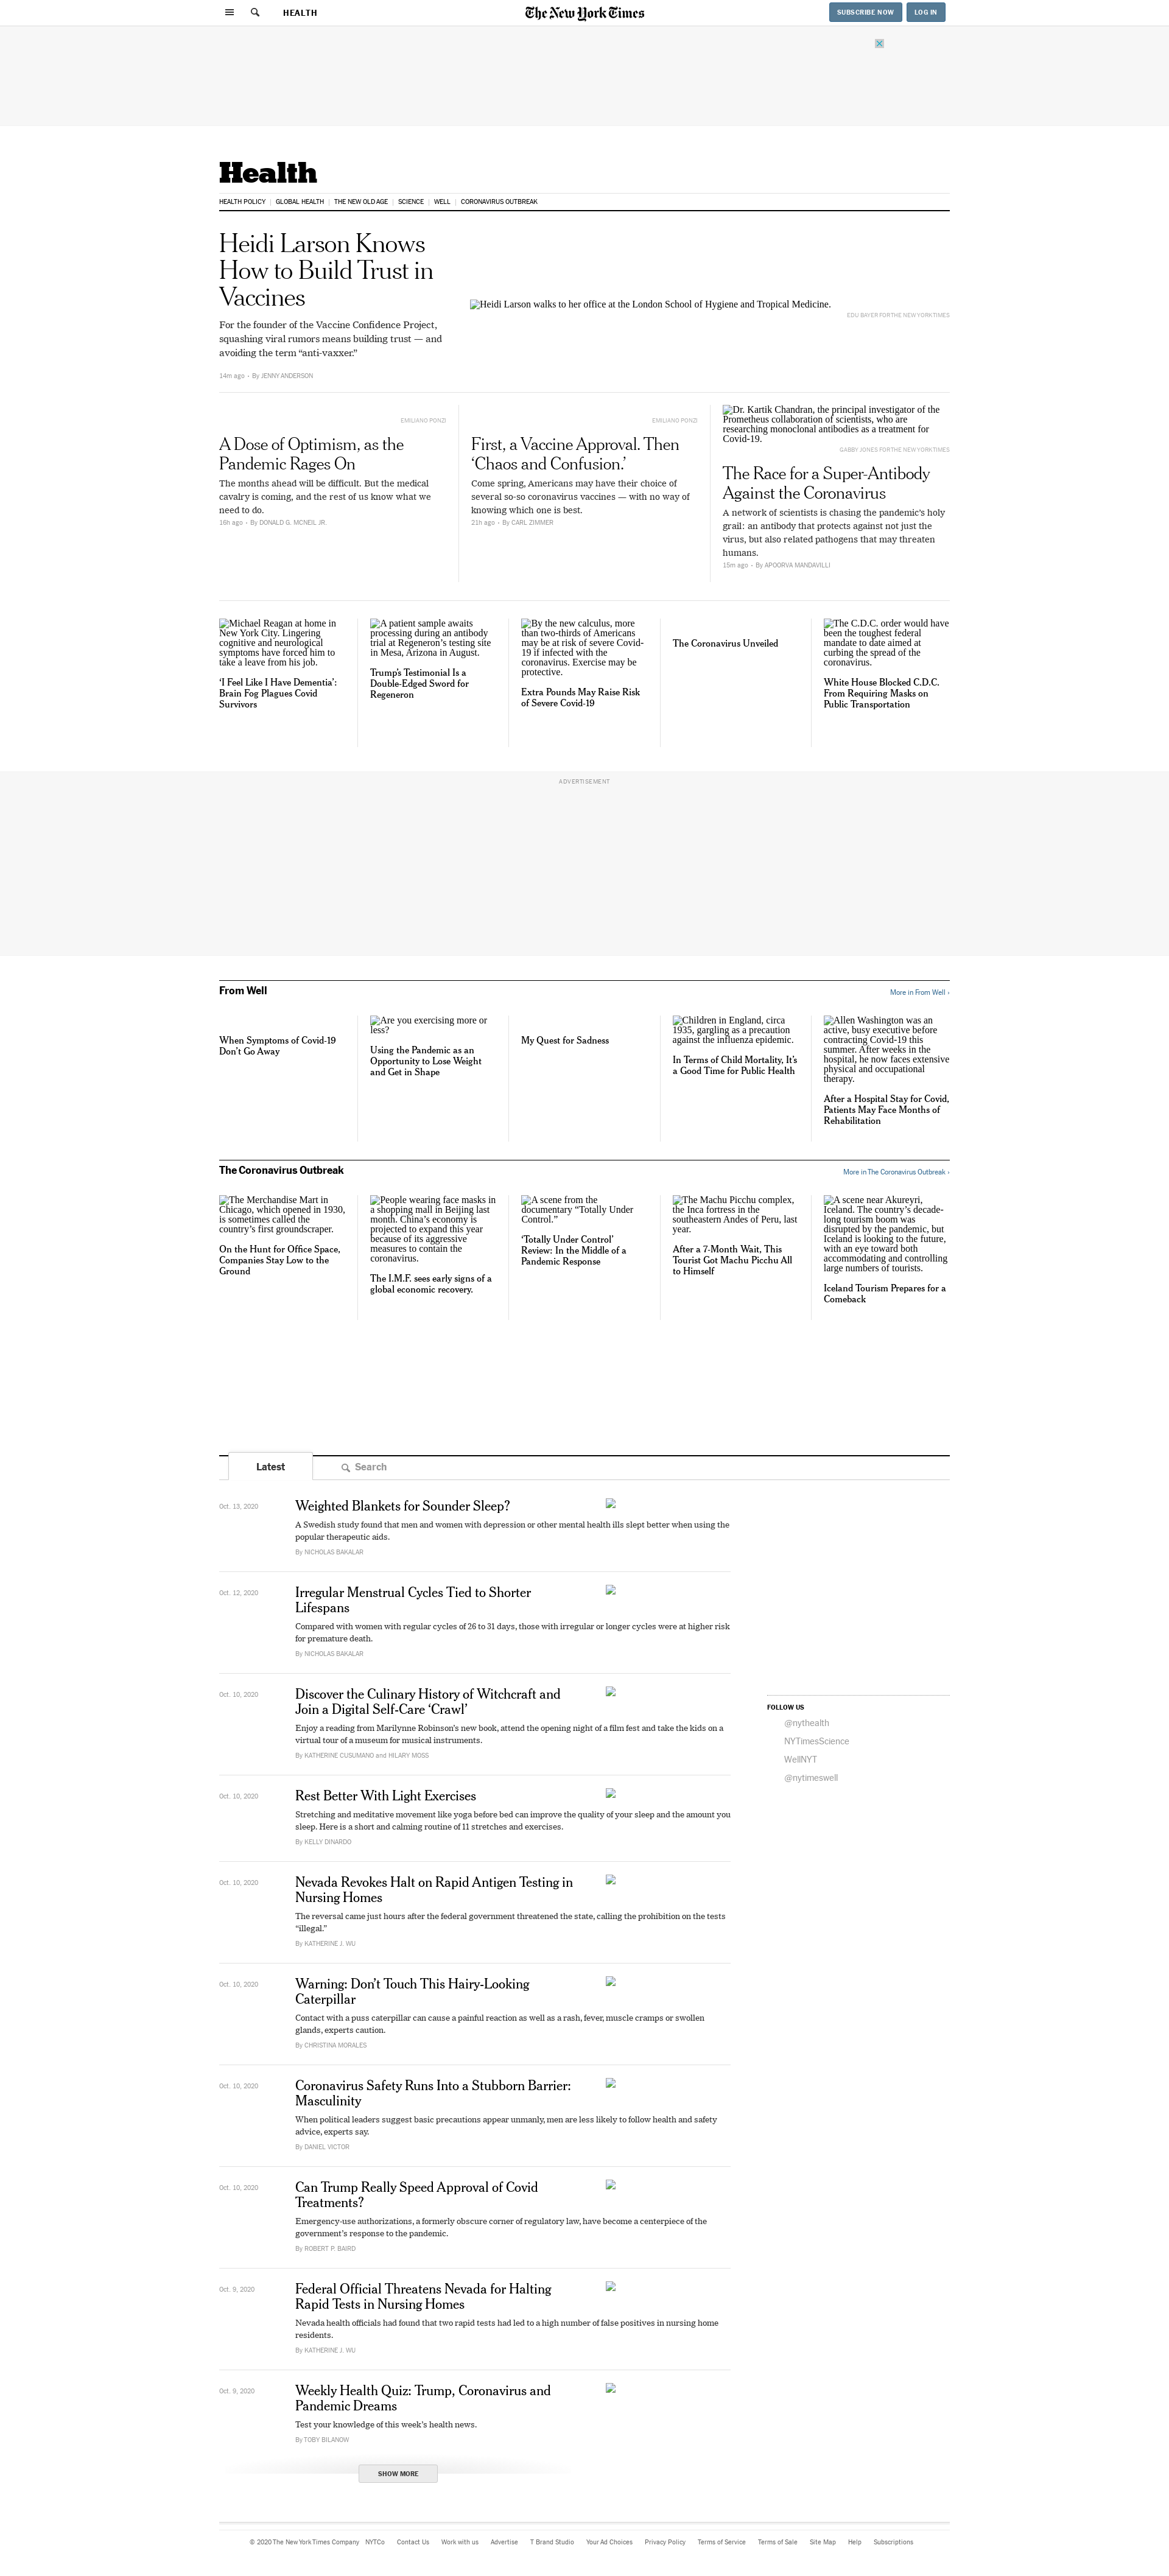 HEALTH
The New York Times
SUBSCRIBE NOW
LOG IN
Health
HEALTH POLICY
GLOBAL HEALTH
THE NEW OLD AGE
SCIENCE
WELL
CORONAVIRUS OUTBREAK
Heidi Larson Knows
How to Build Trust in
Vaccines
For the founder of the Vaccine Confidence Project,
squashing viral rumors means building trust — and
avoiding the term “anti-vaxxer.”
14m ago • By JENNY ANDERSON
Heidi Larson walks to her office at the London School of Hygiene and Tropical Medicine.
EDU BAYER FOR THE NEW YORK TIMES
EMILIANO PONZI
A Dose of Optimism, as the
Pandemic Rages On
The months ahead will be difficult. But the medical
cavalry is coming, and the rest of us know what we
need to do.
16h ago • By DONALD G. MCNEIL JR.
EMILIANO PONZI
First, a Vaccine Approval. Then
‘Chaos and Confusion.’
Come spring, Americans may have their choice of
several so-so coronavirus vaccines — with no way of
knowing which one is best.
21h ago • By CARL ZIMMER
Dr. Kartik Chandran, the principal investigator of the
Prometheus collaboration of scientists, who are
researching monoclonal antibodies as a treatment for
Covid-19.
GABBY JONES FOR THE NEW YORK TIMES
The Race for a Super-Antibody
Against the Coronavirus
A network of scientists is chasing the pandemic’s holy
grail: an antibody that protects against not just the
virus, but also related pathogens that may threaten
humans.
15m ago • By APOORVA MANDAVILLI
Michael Reagan at home in
New York City. Lingering
cognitive and neurological
symptoms have forced him to
take a leave from his job.
‘I Feel Like I Have Dementia’:
Brain Fog Plagues Covid
Survivors
A patient sample awaits
processing during an antibody
trial at Regeneron’s testing site
in Mesa, Arizona in August.
Trump’s Testimonial Is a
Double-Edged Sword for
Regeneron
By the new calculus, more
than two-thirds of Americans
may be at risk of severe Covid-
19 if infected with the
coronavirus. Exercise may be
protective.
Extra Pounds May Raise Risk
of Severe Covid-19
The Coronavirus Unveiled
The C.D.C. order would have
been the toughest federal
mandate to date aimed at
curbing the spread of the
coronavirus.
White House Blocked C.D.C.
From Requiring Masks on
Public Transportation
ADVERTISEMENT
From Well
More in From Well ›
When Symptoms of Covid-19
Don’t Go Away
Are you exercising more or
less?
Using the Pandemic as an
Opportunity to Lose Weight
and Get in Shape
My Quest for Sadness
Children in England, circa
1935, gargling as a precaution
against the influenza epidemic.
In Terms of Child Mortality, It’s
a Good Time for Public Health
Allen Washington was an
active, busy executive before
contracting Covid-19 this
summer. After weeks in the
hospital, he now faces extensive
physical and occupational
therapy.
After a Hospital Stay for Covid,
Patients May Face Months of
Rehabilitation
The Coronavirus Outbreak
More in The Coronavirus Outbreak ›
The Merchandise Mart in
Chicago, which opened in 1930,
is sometimes called the
country’s first groundscraper.
On the Hunt for Office Space,
Companies Stay Low to the
Ground
People wearing face masks in
a shopping mall in Beijing last
month. China’s economy is
projected to expand this year
because of its aggressive
measures to contain the
coronavirus.
The I.M.F. sees early signs of a
global economic recovery.
A scene from the
documentary “Totally Under
Control.”
‘Totally Under Control’
Review: In the Middle of a
Pandemic Response
The Machu Picchu complex,
the Inca fortress in the
southeastern Andes of Peru, last
year.
After a 7-Month Wait, This
Tourist Got Machu Picchu All
to Himself
A scene near Akureyri,
Iceland. The country’s decade-
long tourism boom was
disrupted by the pandemic, but
Iceland is looking to the future,
with an eye toward both
accommodating and controlling
large numbers of tourists.
Iceland Tourism Prepares for a
Comeback
Latest
Search
Oct. 13, 2020
Weighted Blankets for Sounder Sleep?
A Swedish study found that men and women with depression or other mental health ills slept better when using the
popular therapeutic aids.
By NICHOLAS BAKALAR
Oct. 12, 2020
Irregular Menstrual Cycles Tied to Shorter
Lifespans
Compared with women with regular cycles of 26 to 31 days, those with irregular or longer cycles were at higher risk
for premature death.
By NICHOLAS BAKALAR
Oct. 10, 2020
Discover the Culinary History of Witchcraft and
Join a Digital Self-Care ‘Crawl’
Enjoy a reading from Marilynne Robinson’s new book, attend the opening night of a film fest and take the kids on a
virtual tour of a museum for musical instruments.
By KATHERINE CUSUMANO and HILARY MOSS
Oct. 10, 2020
Rest Better With Light Exercises
Stretching and meditative movement like yoga before bed can improve the quality of your sleep and the amount you
sleep. Here is a short and calming routine of 11 stretches and exercises.
By KELLY DINARDO
Oct. 10, 2020
Nevada Revokes Halt on Rapid Antigen Testing in
Nursing Homes
The reversal came just hours after the federal government threatened the state, calling the prohibition on the tests
“illegal.”
By KATHERINE J. WU
Oct. 10, 2020
Warning: Don’t Touch This Hairy-Looking
Caterpillar
Contact with a puss caterpillar can cause a painful reaction as well as a rash, fever, muscle cramps or swollen
glands, experts caution.
By CHRISTINA MORALES
Oct. 10, 2020
Coronavirus Safety Runs Into a Stubborn Barrier:
Masculinity
When political leaders suggest basic precautions appear unmanly, men are less likely to follow health and safety
advice, experts say.
By DANIEL VICTOR
Oct. 10, 2020
Can Trump Really Speed Approval of Covid
Treatments?
Emergency-use authorizations, a formerly obscure corner of regulatory law, have become a centerpiece of the
government’s response to the pandemic.
By ROBERT P. BAIRD
Oct. 9, 2020
Federal Official Threatens Nevada for Halting
Rapid Tests in Nursing Homes
Nevada health officials had found that two rapid tests had led to a high number of false positives in nursing home
residents.
By KATHERINE J. WU
Oct. 9, 2020
Weekly Health Quiz: Trump, Coronavirus and
Pandemic Dreams
Test your knowledge of this week’s health news.
By TOBY BILANOW
SHOW MORE
FOLLOW US
@nythealth
NYTimesScience
WellNYT
@nytimeswell
© 2020 The New York Times Company
NYTCo
Contact Us
Work with us
Advertise
T Brand Studio
Your Ad Choices
Privacy Policy
Terms of Service
Terms of Sale
Site Map
Help
Subscriptions